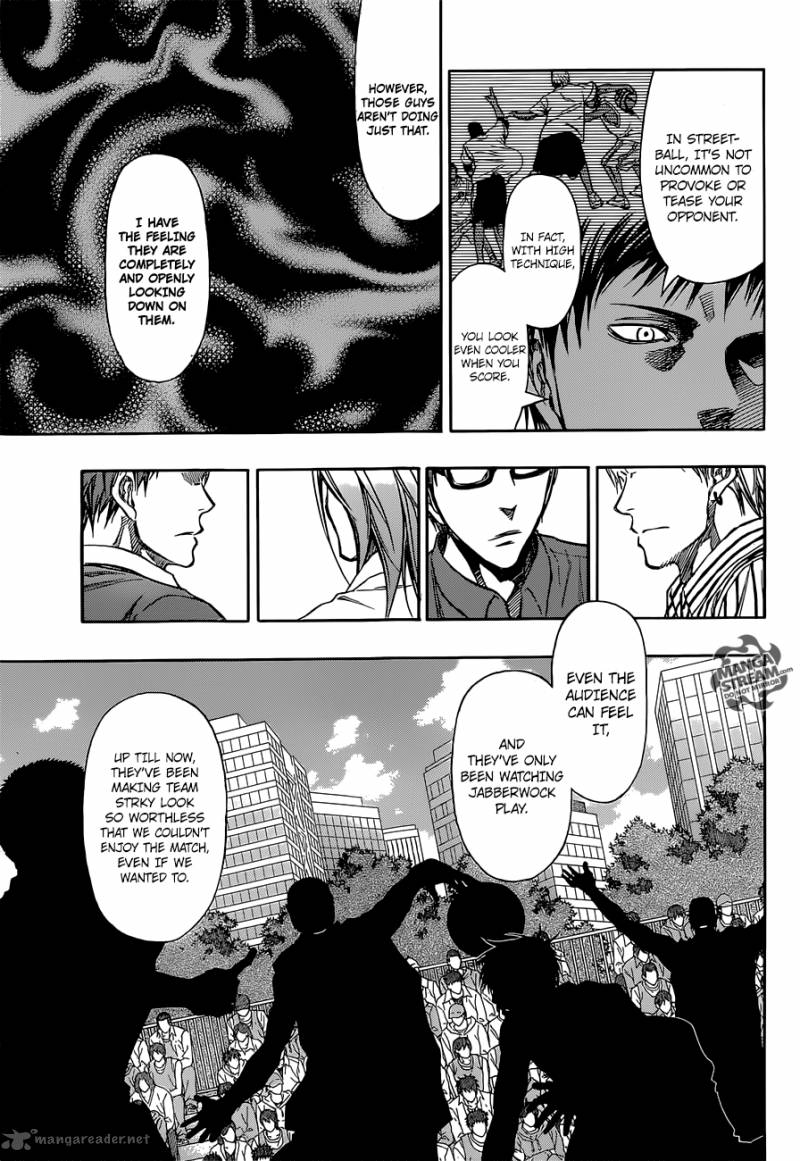 IN STREET-
BALL, IT'S NOT
UNCOMMON TO
PROVOKE OR
TEASE YOUR
OPPONENT.
IN FACT,
WITH HIGH
TECHNIQUE,
YOU LOOK
EVEN COOLER
WHEN YOU
SCORE.
HOWEVER,
THOSE GUYS
AREN'T DOING
JUST THAT.
I HAVE
THE FEELING
THEY ARE
COMPLETELY
AND OPENLY
LOOKING
DOWN ON
THEM.
EVEN THE
AUDIENCE
CAN FEEL
IT,
AND
THEY'VE ONLY
BEEN WATCHING
JABBERWOCK
PLAY.
UP TILL NOW,
THEY'VE BEEN
MAKING TEAM
STRKY LOOK
SO WORTHLESS
THAT WE COULDN'T
ENJOY THE MATCH,
EVEN IF WE
WANTED TO.
MANGA
STREAM.com
DO NOT MIRROR
mangareader.net